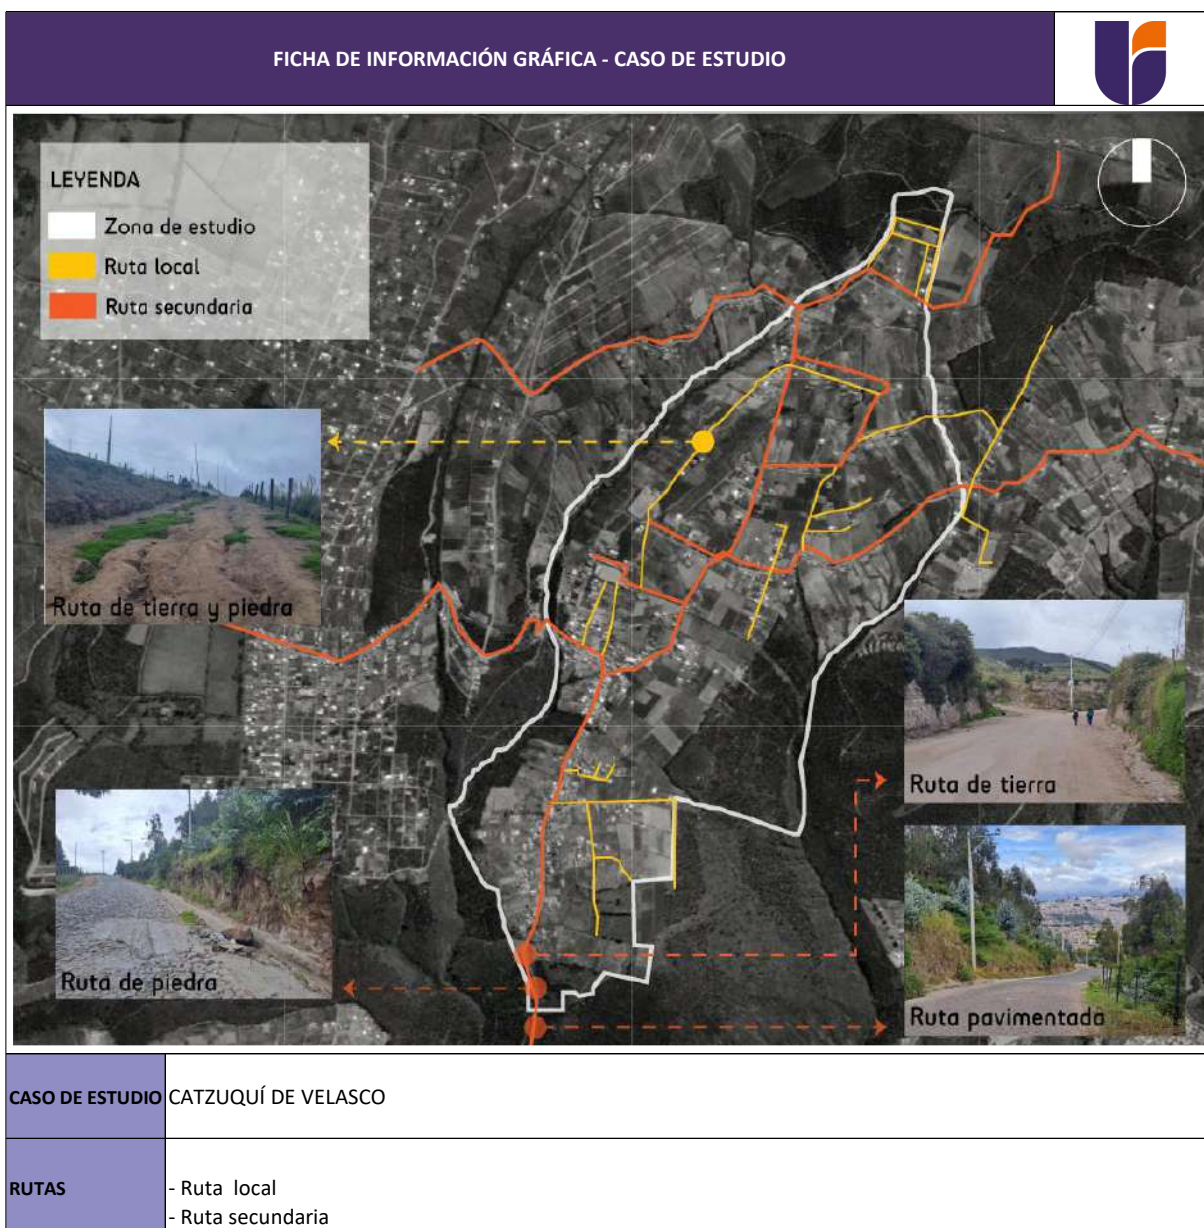 FICHA DE INFORMACIÓN GRÁFICA - CASO DE ESTUDIO
LEYENDA
Zona de estudio
Ruta local
Ruta secundaria
Ruta de tierra y piedra
Ruta de tierra
Ruta de piedra
Ruta pavimentada
CASO DE ESTUDIO CATZUQUÍ DE VELASCO
RUTAS
- Ruta local
- Ruta secundaria